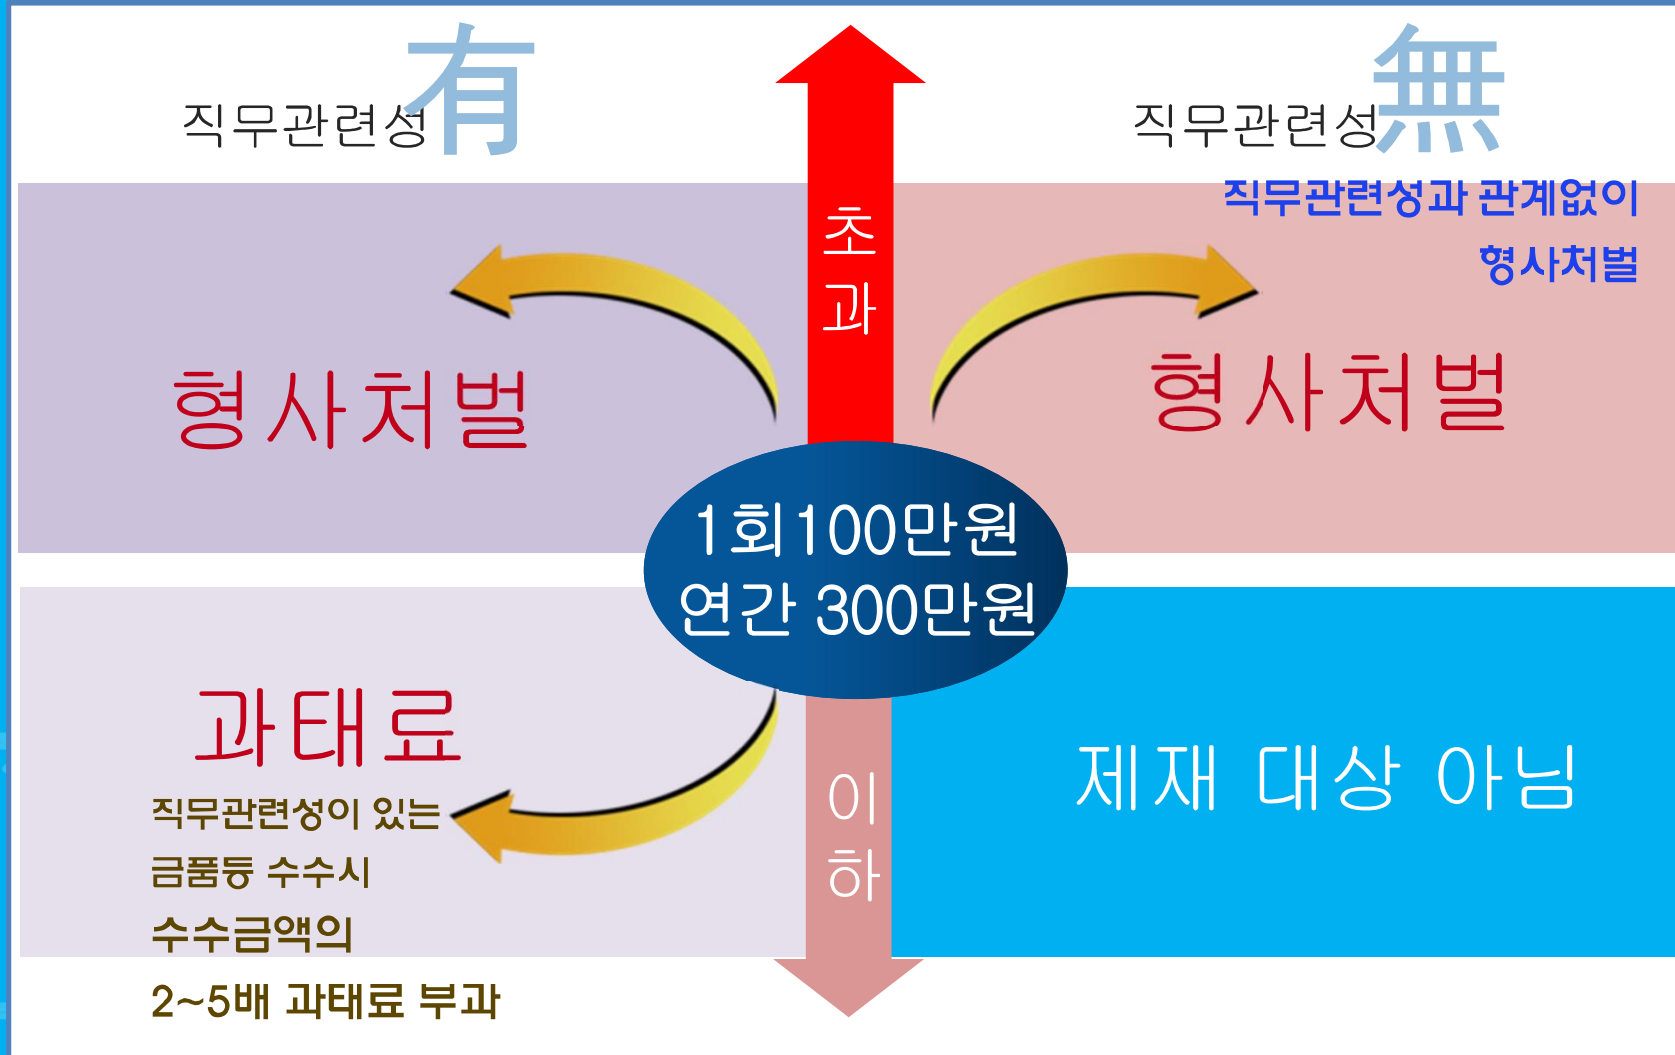 직무관련성 有
직무관련성 無
초과
직무관련성과 관계없이
형사처벌
형사처벌
형사처벌
1회100만원
연간 300만원
과태료
직무관련성이 있는
금품등 수수시
수수금액의
2~5배 과태료 부과
이하
제재 대상 아님